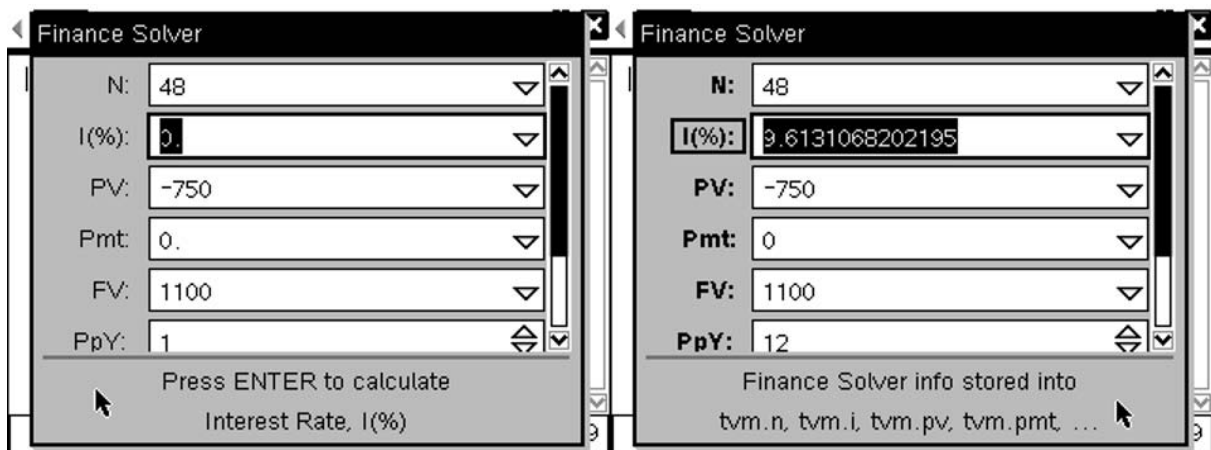 Finance Solver
N: 48
I(%): 0.
PV: -750
Pmt: 0.
FV: 1100
PpY: 1
Press ENTER to calculate
Interest Rate, I(%)
9
Finance Solver
N: 48
I(%): 9.6131068202195
PV: -750
Pmt: 0
FV: 1100
PpY: 12
Finance Solver info stored into
tvm.n, tvm.i, tvm.pv, tvm.pmt, ...
9